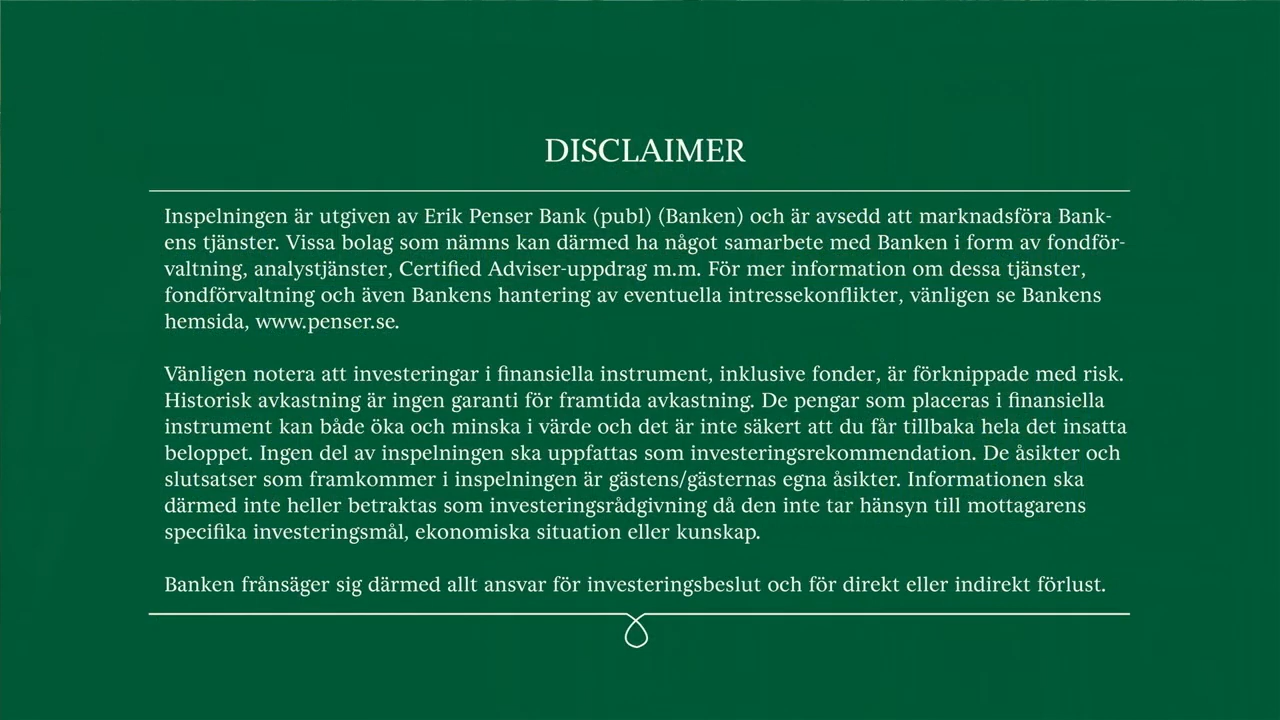 DISCLAIMER
Inspelningen är utgiven av Erik Penser Bank (publ) (Banken) och är avsedd att marknadsföra Bank-
ens tjänster. Vissa bolag som nämns kan därmed ha något samarbete med Banken i form av fondför-
valtning, analystjänster, Certified Adviser-uppdrag m.m. För mer information om dessa tjänster,
fondförvaltning och även Bankens hantering av eventuella intressekonflikter, vänligen se Bankens
hemsida, www.penser.se.
Vänligen notera att investeringar i finansiella instrument, inklusive fonder, är förknippade med risk.
Historisk avkastning är ingen garanti för framtida avkastning. De pengar som placeras i finansiella
instrument kan både öka och minska i värde och det är inte säkert att du får tillbaka hela det insatta
beloppet. Ingen del av inspelningen ska uppfattas som investeringsrekommendation. De åsikter och
slutsatser som framkommer i inspelningen är gästens/gästernas egna åsikter. Informationen ska
därmed inte heller betraktas som investeringsrådgivning då den inte tar hänsyn till mottagarens
specifika investeringsmål, ekonomiska situation eller kunskap.
Banken frånsäger sig därmed allt ansvar för investeringsbeslut och för direkt eller indirekt förlust.